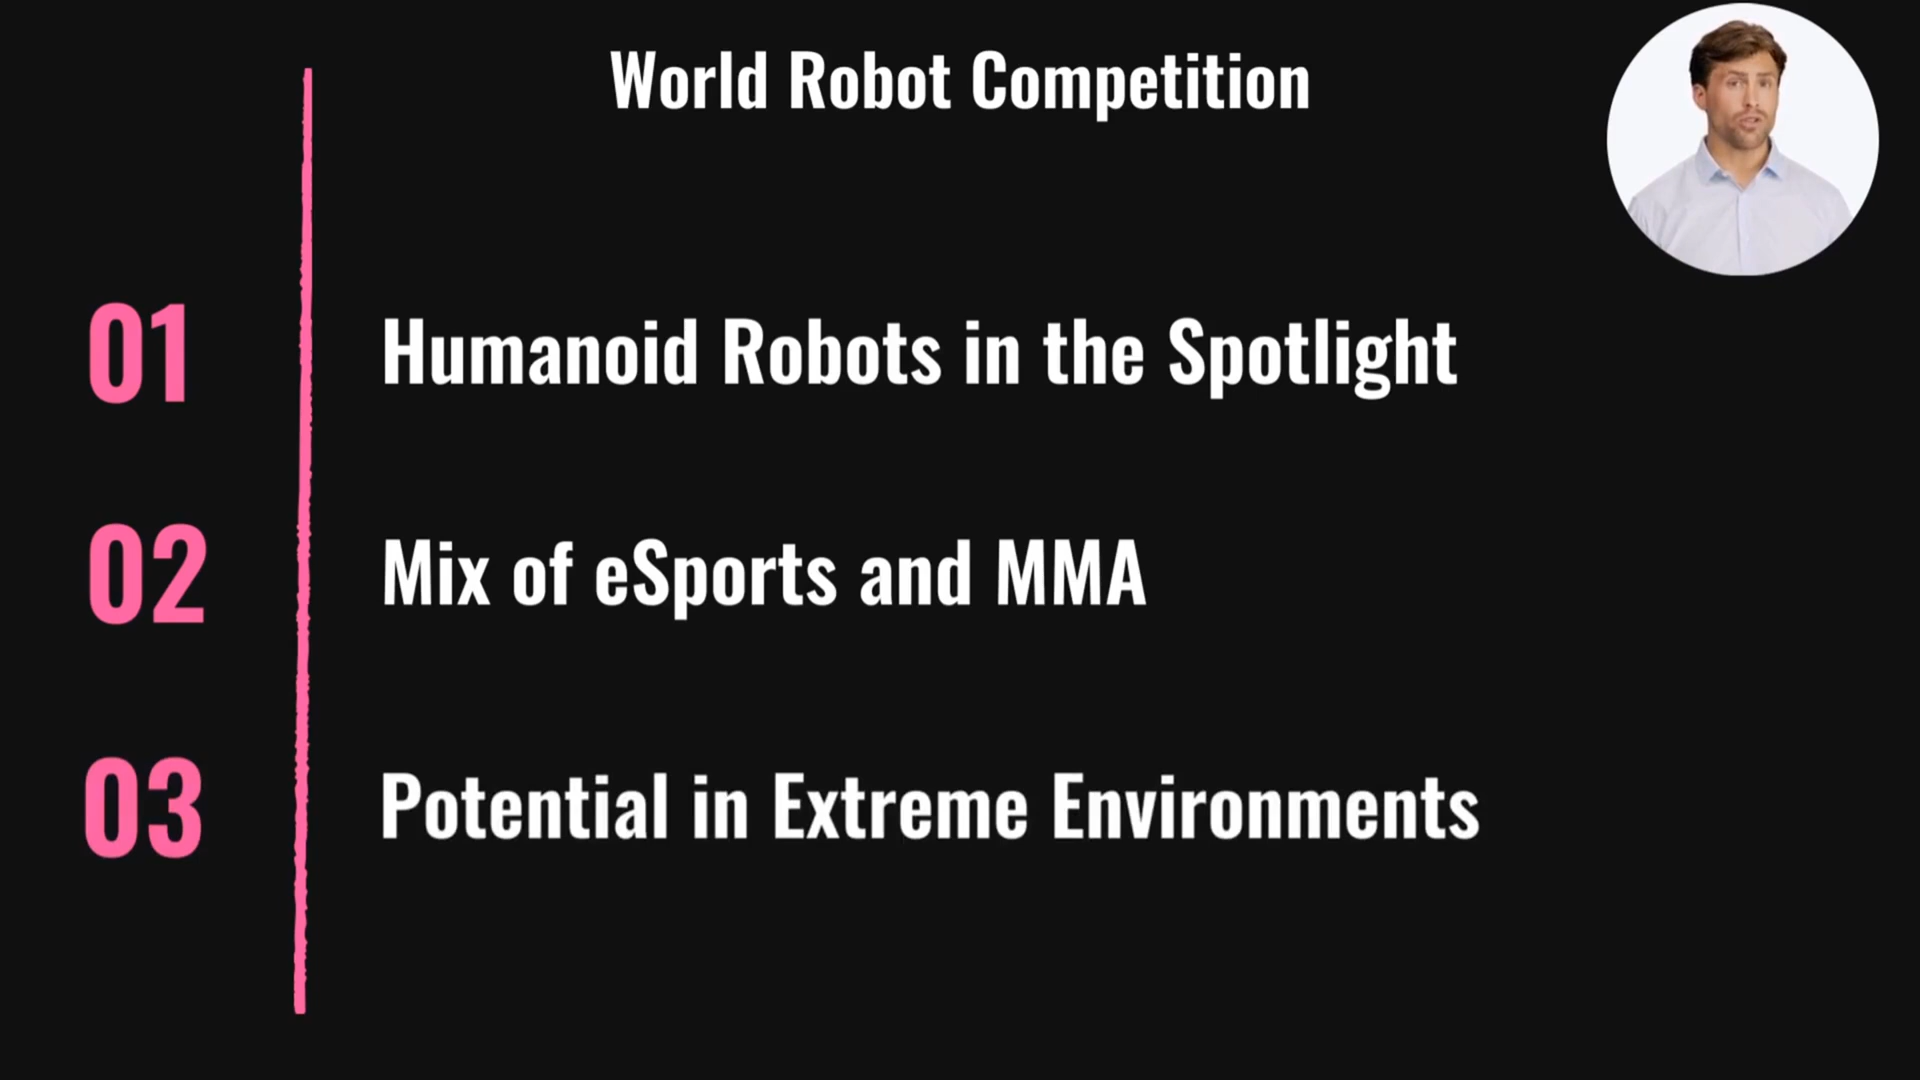 World Robot Competition
01 Humanoid Robots in the Spotlight
02 Mix of eSports and MMA
03 Potential in Extreme Environments